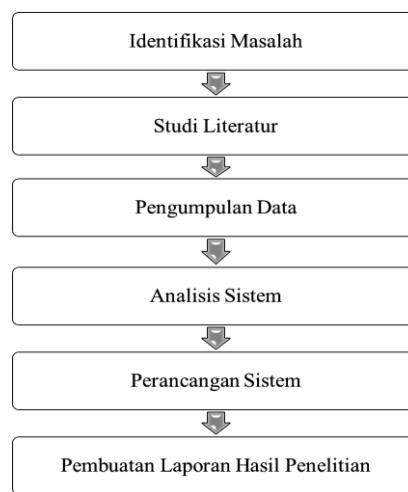 Identifikasi Masalah
Studi Literatur
Pengumpulan Data
Analisis Sistem
Perancangan Sistem
Pembuatan Laporan Hasil Penelitian